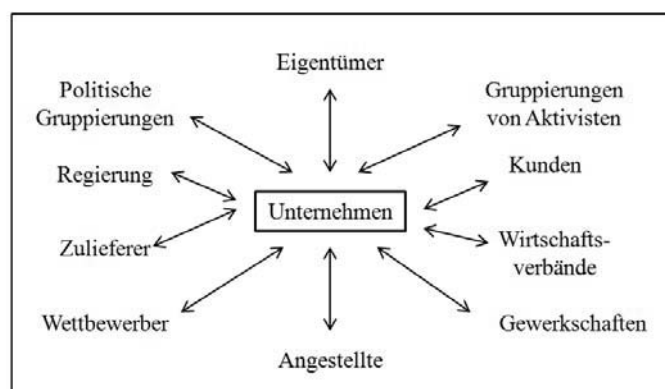 Eigentümer
Politische
Gruppierungen
Gruppierungen
von Aktivisten
Regierung
Kunden
Unternehmen
Zulieferer
Wirtschafts-
verbände
Wettbewerber
Gewerkschaften
Angestellte